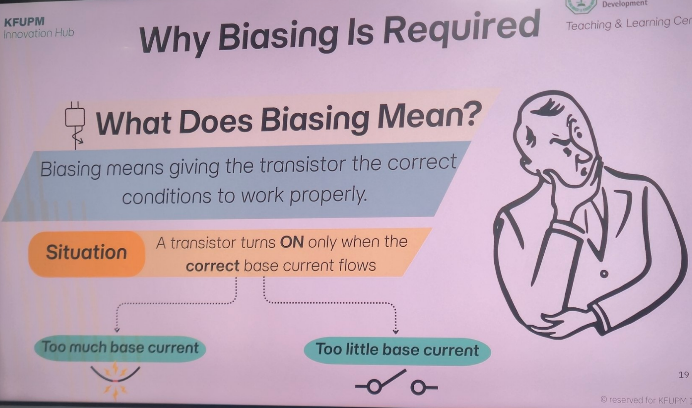 KFUPM
Innovation Hub
Why Biasing Is Required
Development
Teaching & Learning
What Does Biasing Mean?
Biasing means giving the transistor the correct
conditions to work properly.
Situation
A transistor turns ON only when the
correct base current flows
Too much base current
Too little base current
19
© reserved for KFUPM